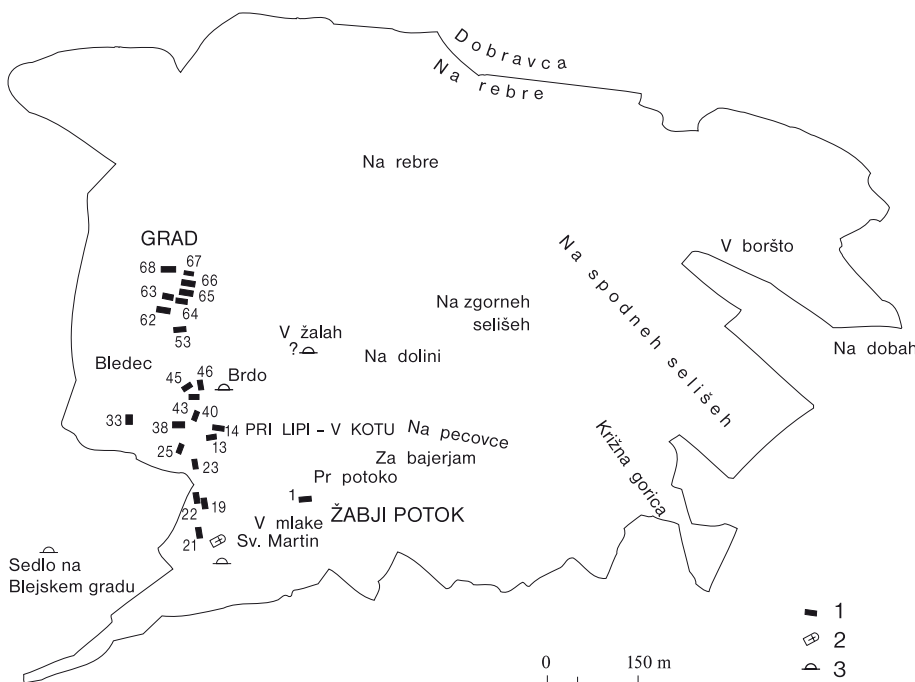 Dobravca
Na rebre
Na rebre
GRAD
V boršto
67
68
66
63
65
62
64
53
Na spodneh selišeh
Na zgorneh
selišeh
V žalah
?
Na dobah
Na dolini
Bledec
46
45
Brdo
43
40
33
38
14
PRI LIPI – V KOTU
Na pecovce
13
25
Križna gorica
Za bajerjam
23
Pr potoko
1
22
19
ŽABJI POTOK
V mlake
21
Sv. Martin
Sedlo na
Blejskem gradu
1
2
3
0 150 m